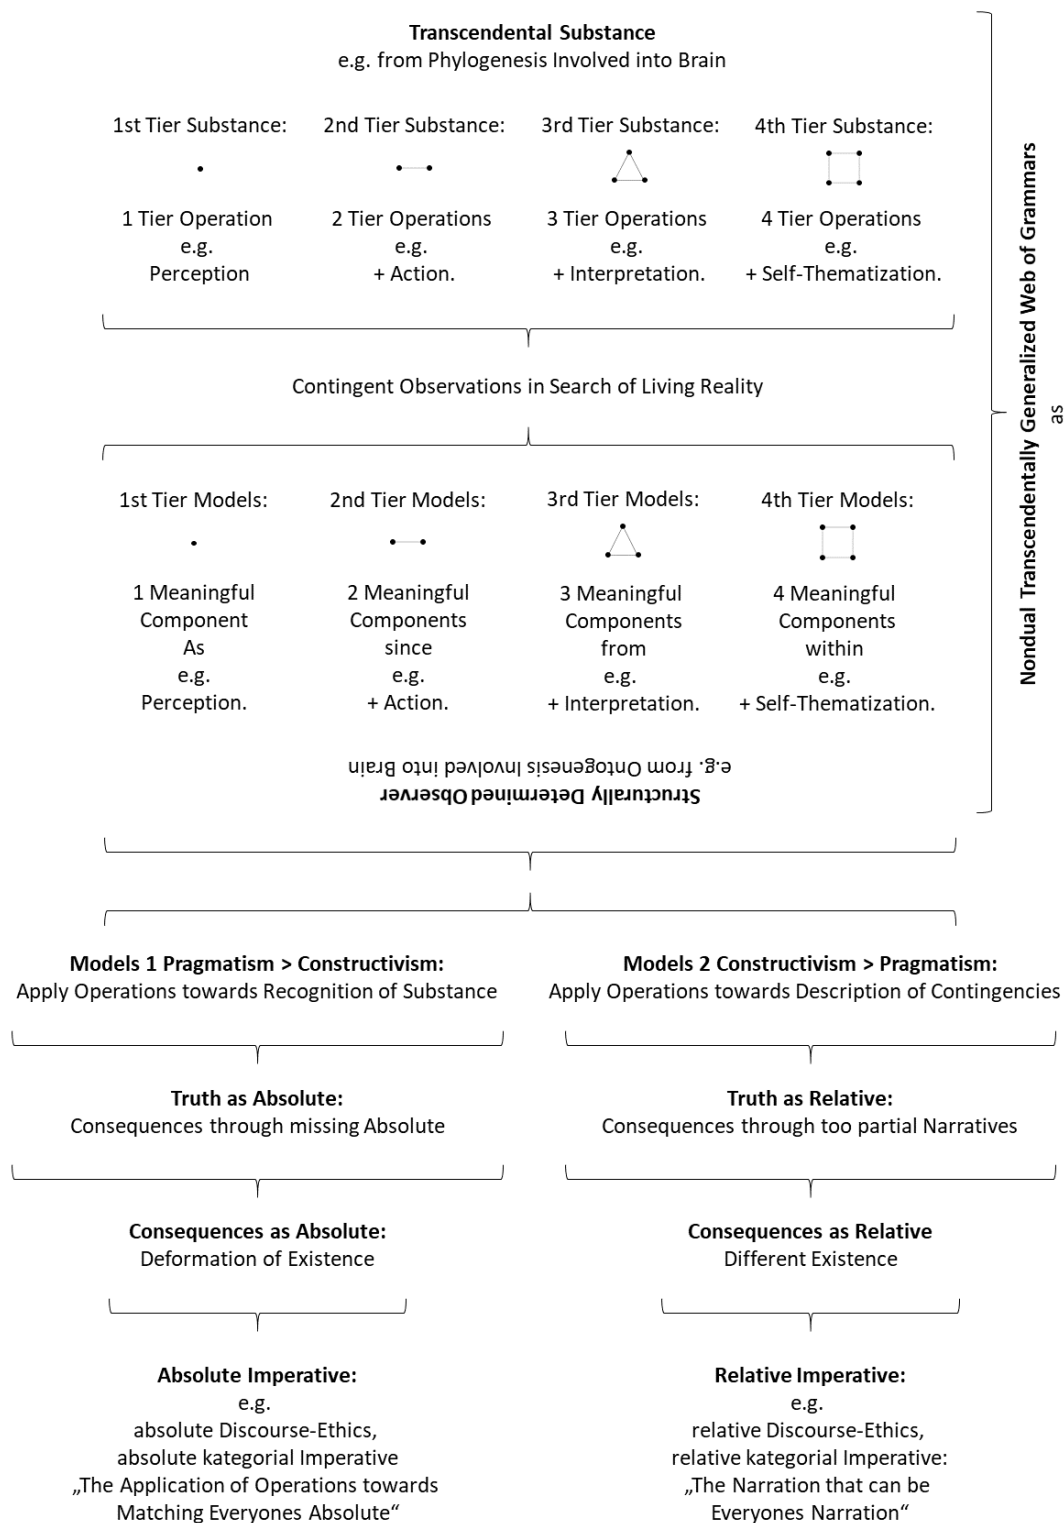 Transcendental Substance
e.g. from Phylogenesis Involved into Brain
1st Tier Substance:
1 Tier Operation
e.g.
Perception
2nd Tier Substance:
2 Tier Operations
e.g.
+ Action.
3rd Tier Substance:
3 Tier Operations
e.g.
+ Interpretation.
4th Tier Substance:
4 Tier Operations
e.g.
+ Self-Thematization.
Contingent Observations in Search of Living Reality
1st Tier Models:
1 Meaningful
Component
As
e.g.
Perception.
2nd Tier Models:
2 Meaningful
Components
since
e.g.
+ Action.
3rd Tier Models:
3 Meaningful
Components
from
e.g.
+ Interpretation.
4th Tier Models:
4 Meaningful
Components
within
e.g.
+ Self-Thematization.
Structurally Determined Observer
e.g. from Ontogenesis Involved into Brain
Nondual Transcendentally Generalized Web of Grammars
as
Models 1 Pragmatism > Constructivism:
Apply Operations towards Recognition of Substance
Truth as Absolute:
Consequences through missing Absolute
Consequences as Absolute:
Deformation of Existence
Absolute Imperative:
e.g.
absolute Discourse-Ethics,
absolute kategorial Imperative
„The Application of Operations towards
Matching Everyones Absolute“
Models 2 Constructivism > Pragmatism:
Apply Operations towards Description of Contingencies
Truth as Relative:
Consequences through too partial Narratives
Consequences as Relative
Different Existence
Relative Imperative:
e.g.
relative Discourse-Ethics,
relative kategorial Imperative:
„The Narration that can be
Everyones Narration“